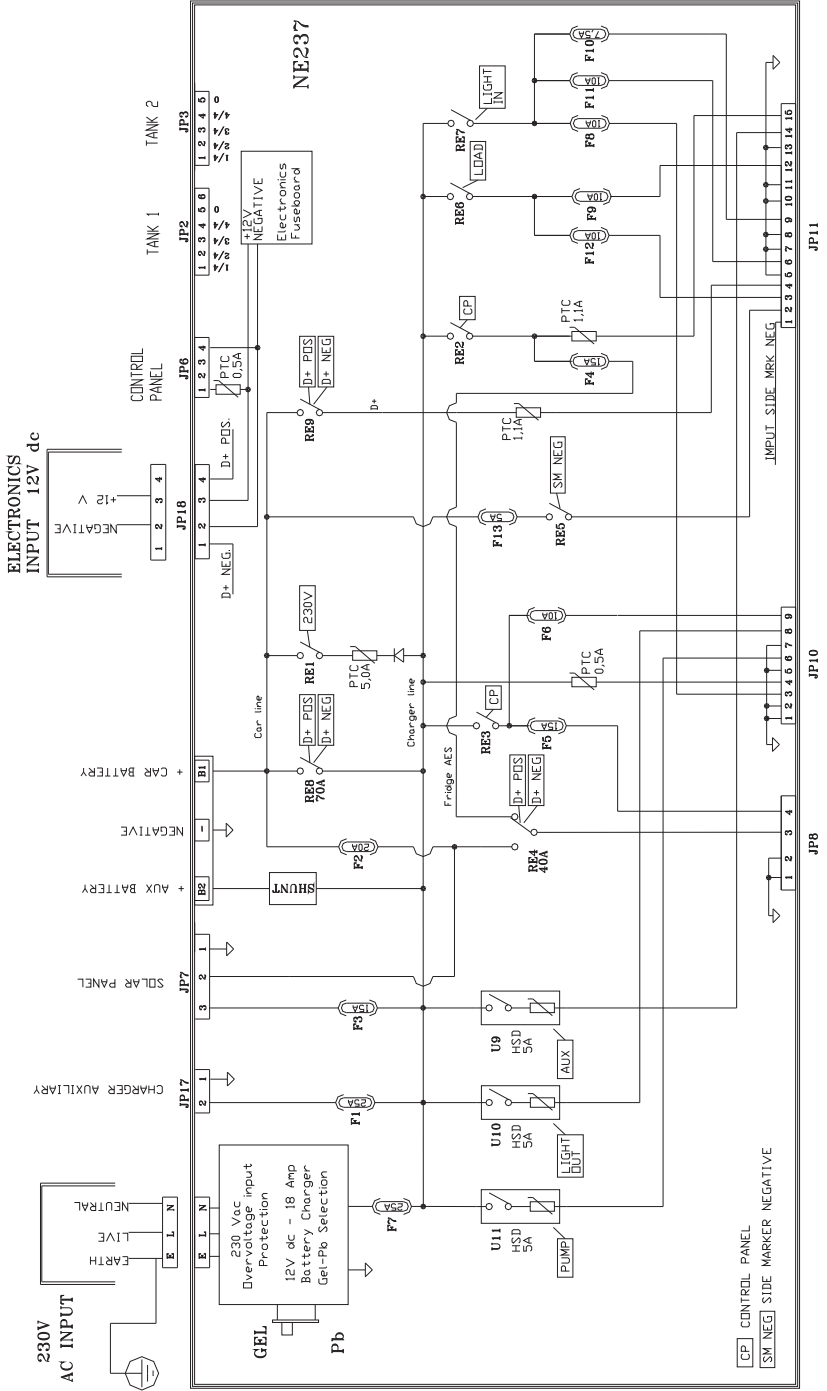 ELECTRONICS
INPUT 12V dc
230V
AC INPUT
EARTH
LIVE
NEUTRAL
E L N
E L N
CHARGER AUXILIARY
JP17
2 1
SOLAR PANEL
JP7
3 2 1
+ AUX BATTERY
B2
NEGATIVE
-
+ CAR BATTERY
B1
NEGATIVE
+12 V
1 2 3 4
JP18
1 2 3 4
D+ NEG.
D+ POS.
CONTROL
PANEL
JP6
1 2 3 4
PTC
0,5A
TANK 1
JP2
1 2 3 4 5 6
1/4 2/4 3/4 4/4 0
TANK 2
JP3
1 2 3 4 5
1/4 2/4 3/4 4/4 0
NE237
+12V
NEGATIVE
Electronics
Fuseboard
230 Vac
Overvoltage input
Protection
12V dc - 18 Amp
Battery Charger
Gel-Pb Selection
GEL
Pb
F7
25A
F1
25A
F3
15A
SHUNT
F2
20A
Car line
Charger line
Fridge AES
RE8
70A
D+ POS
D+ NEG
RE1
230V
PTC
5,0A
RE9
D+ POS
D+ NEG
D+
PTC
1,1A
F13
5A
RE5
SM NEG
RE2
CP
F4
15A
PTC
1,1A
RE6
LOAD
F12
10A
F9
10A
RE7
LIGHT
IN
F8
10A
F11
10A
F10
7,5A
RE4
40A
D+ POS
D+ NEG
RE3
CP
F5
15A
F6
10A
PTC
0,5A
U11
HSD
5A
PUMP
U10
HSD
5A
LIGHT
OUT
U9
HSD
5A
AUX
1 2 3 4
JP8
1 2 3 4 5 6 7 8 9
JP10
IMPUT SIDE MRK NEG
1 2 3 4 5 6 7 8 9 10 11 12 13 14 15
JP11
CP CONTROL PANEL
SM NEG SIDE MARKER NEGATIVE